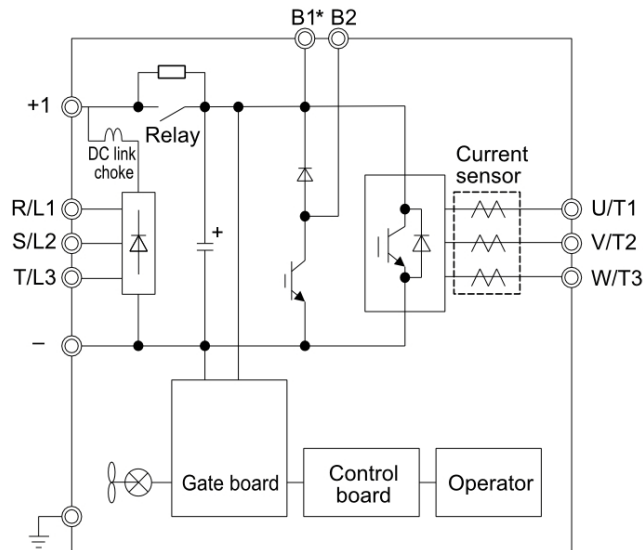 B1* B2
+1
Relay
DC link
choke
Current
sensor
R/L1
S/L2
T/L3
+
U/T1
V/T2
W/T3
–
Gate board
Control
board
Operator